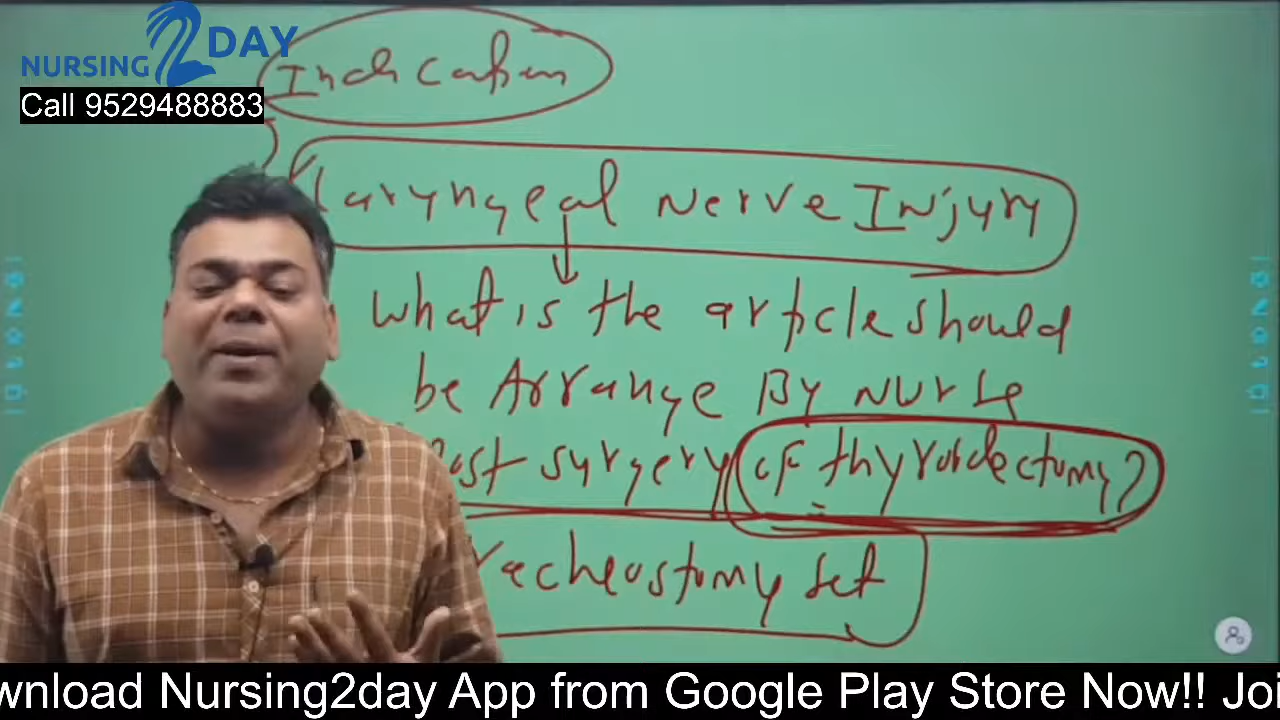 NURSING 2 DAY
Call 9529488883
Indication
Laryngeal Nerve Injury
What is the article should
be Arrange By Nurse
Post surgery of thyroidectomy?
racheostomy set
wnload Nursing2day App from Google Play Store Now!! Joi